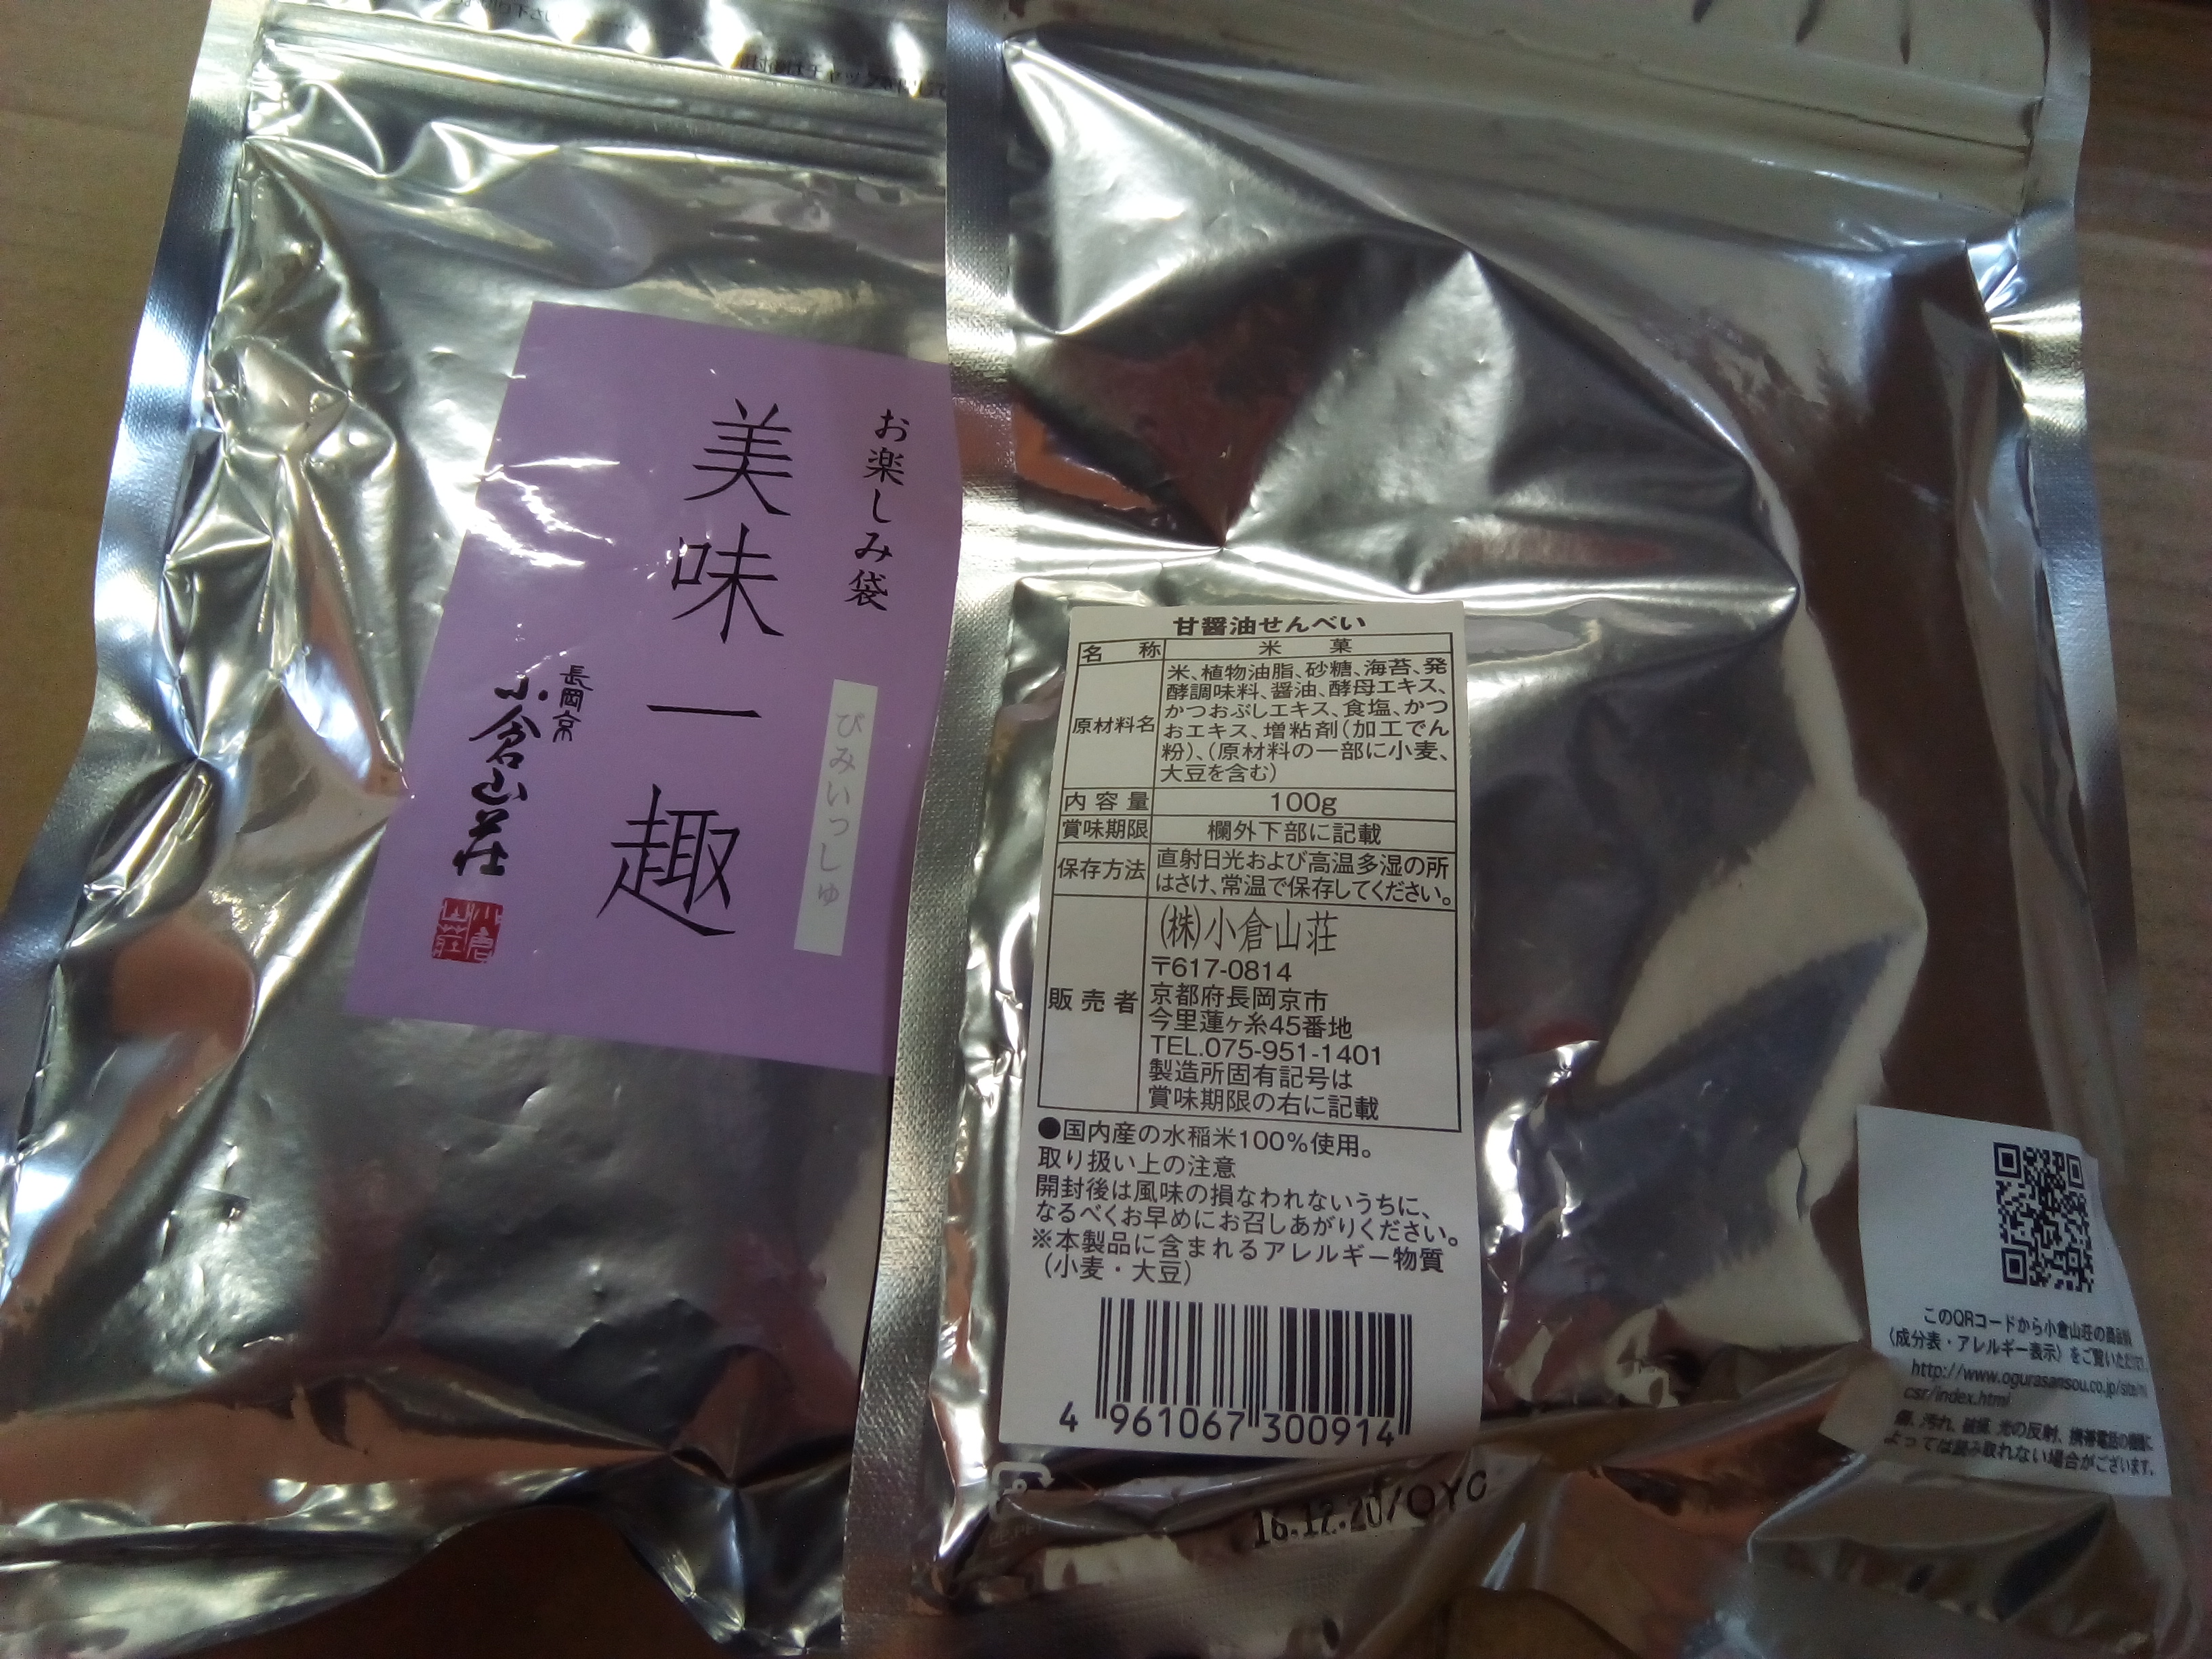 お楽しみ袋
美味一趣
びみいっしゅ
長岡京
小倉山荘
小倉山荘
甘醤油せんべい
名称 米菓
原材料名 米、植物油脂、砂糖、海苔、発
酵調味料、醤油、酵母エキス、
かつおぶしエキス、食塩、かつ
おエキス、増粘剤(加工でん
粉)、(原材料の一部に小麦、
大豆を含む)
内容量 100g
賞味期限 欄外下部に記載
保存方法 直射日光および高温多湿の所
はさけ、常温で保存してください。
販売者 (株)小倉山荘
〒617-0814
京都府長岡京市
今里蓮ヶ糸45番地
TEL.075-951-1401
製造所固有記号は
賞味期限の右に記載
●国内産の水稲米100%使用。
取り扱い上の注意
開封後は風味の損なわれないうちに、
なるべくお早めにお召しあがりください。
※本製品に含まれるアレルギー物質
(小麦・大豆)
4 961067 300914
16.12.20/OYC
このQRコードから小倉山荘の商品
(成分表・アレルギー表示)をご覧いただ
http://www.ogurasansou.co.jp/site/
csr/index.html
傷、汚れ、破損、光の反射、携帯電話の機種に
よっては読み取れない場合がございます。